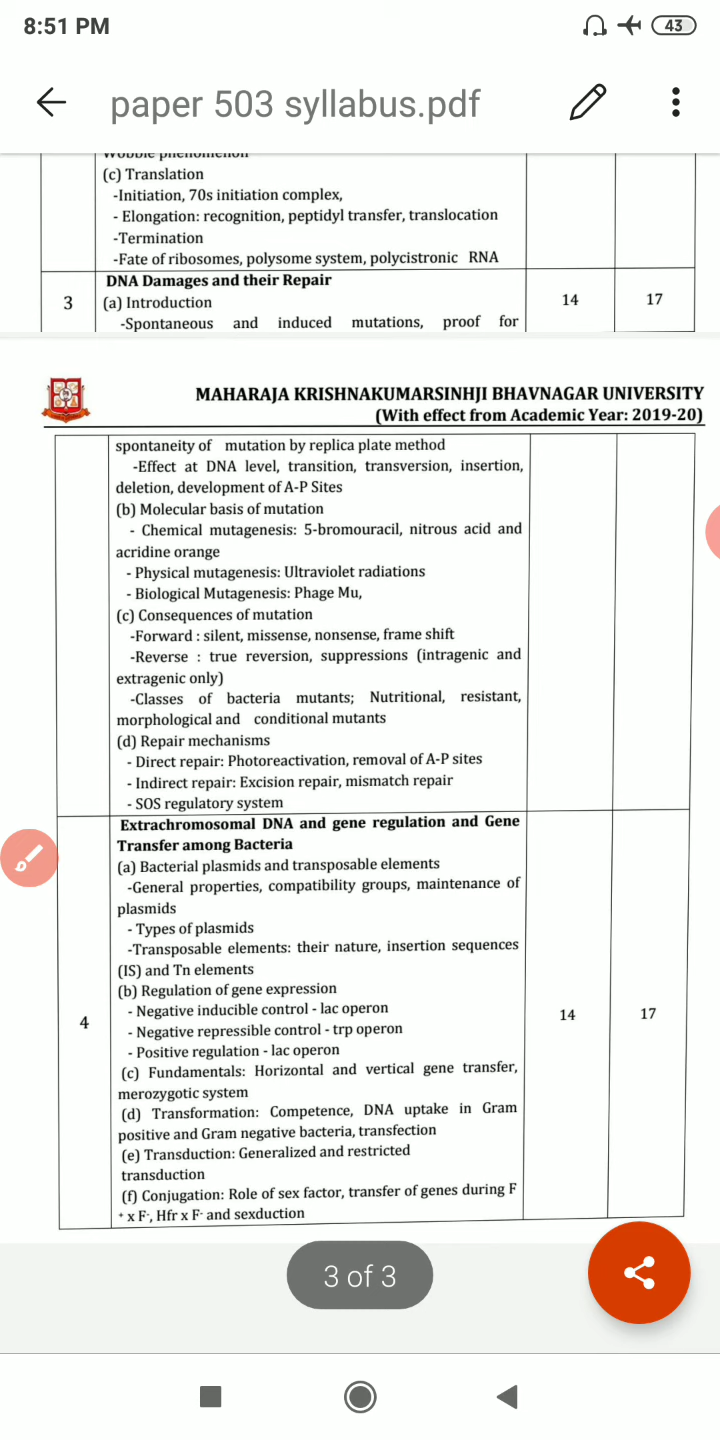 8:51 PM
43
paper 503 syllabus.pdf
Wobble phenomenon
(c) Translation
-Initiation, 70s initiation complex,
- Elongation: recognition, peptidyl transfer, translocation
-Termination
-Fate of ribosomes, polysome system, polycistronic RNA
DNA Damages and their Repair
3 (a) Introduction 14 17
-Spontaneous and induced mutations, proof for
MAHARAJA KRISHNAKUMARSINHJI BHAVNAGAR UNIVERSITY
(With effect from Academic Year: 2019-20)
spontaneity of mutation by replica plate method
-Effect at DNA level, transition, transversion, insertion,
deletion, development of A-P Sites
(b) Molecular basis of mutation
- Chemical mutagenesis: 5-bromouracil, nitrous acid and
acridine orange
- Physical mutagenesis: Ultraviolet radiations
- Biological Mutagenesis: Phage Mu,
(c) Consequences of mutation
-Forward : silent, missense, nonsense, frame shift
-Reverse : true reversion, suppressions (intragenic and
extragenic only)
-Classes of bacteria mutants; Nutritional, resistant,
morphological and conditional mutants
(d) Repair mechanisms
- Direct repair: Photoreactivation, removal of A-P sites
- Indirect repair: Excision repair, mismatch repair
- SOS regulatory system
Extrachromosomal DNA and gene regulation and Gene
Transfer among Bacteria
(a) Bacterial plasmids and transposable elements
-General properties, compatibility groups, maintenance of
plasmids
- Types of plasmids
-Transposable elements: their nature, insertion sequences
(IS) and Tn elements
(b) Regulation of gene expression
- Negative inducible control - lac operon
4 14 17
- Negative repressible control - trp operon
- Positive regulation - lac operon
(c) Fundamentals: Horizontal and vertical gene transfer,
merozygotic system
(d) Transformation: Competence, DNA uptake in Gram
positive and Gram negative bacteria, transfection
(e) Transduction: Generalized and restricted
transduction
(f) Conjugation: Role of sex factor, transfer of genes during F
+ x F-, Hfr x F- and sexduction
3 of 3